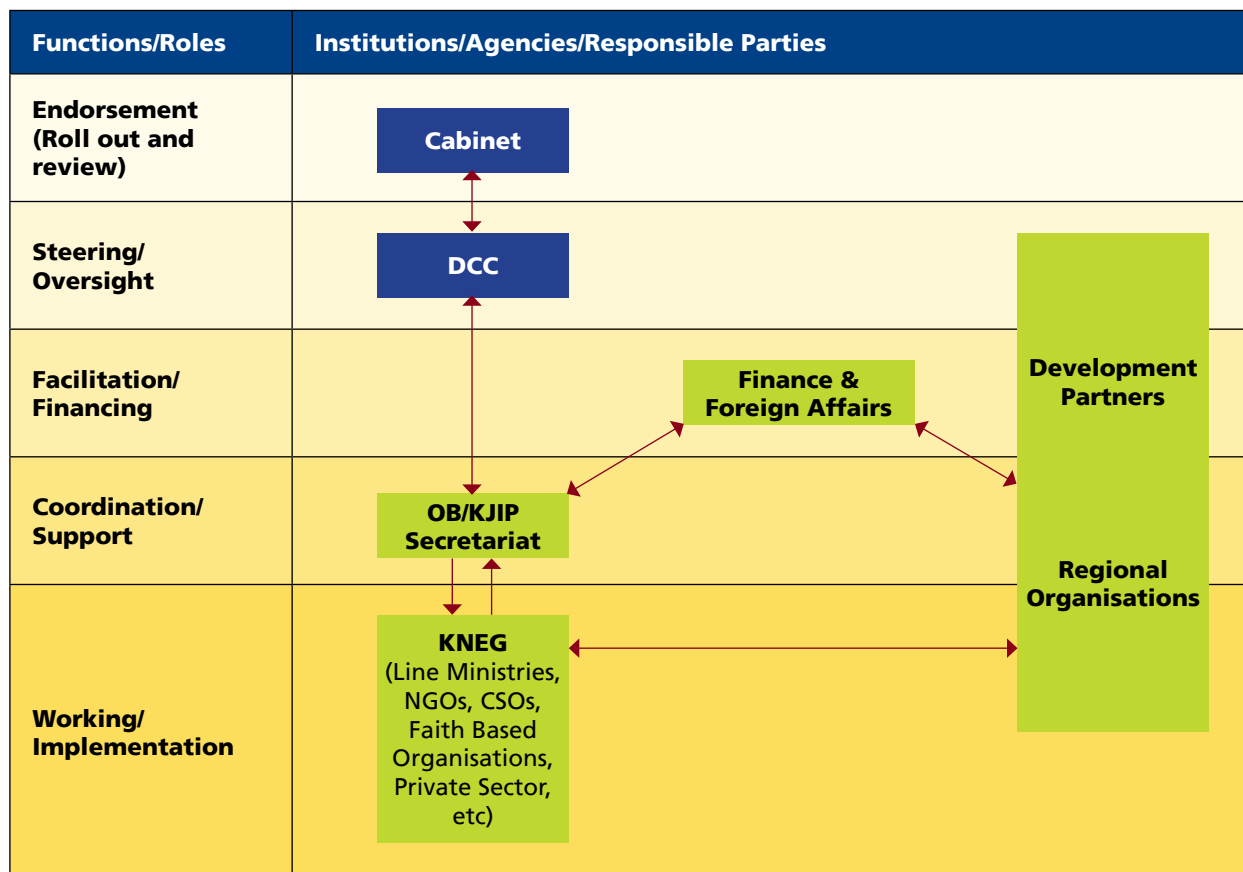 Functions/Roles
Institutions/Agencies/Responsible Parties
Endorsement
(Roll out and
review)
Cabinet
Steering/
Oversight
DCC
Facilitation/
Financing
Finance &
Foreign Affairs
Development
Partners
Coordination/
Support
OB/KJIP
Secretariat
Regional
Organisations
Working/
Implementation
KNEG
(Line Ministries,
NGOs, CSOs,
Faith Based
Organisations,
Private Sector,
etc)